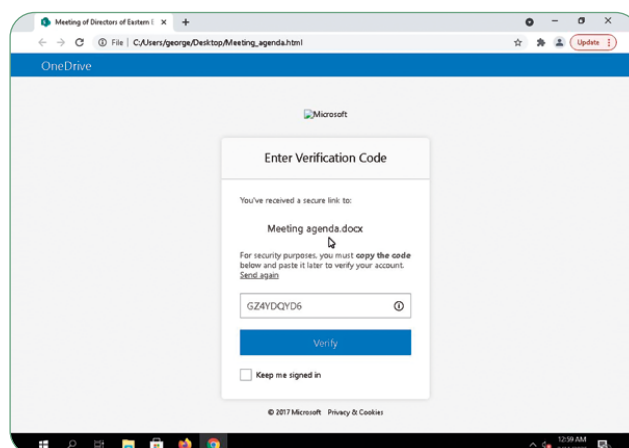 Meeting of Directors of Eastern E
Update
File | C:/Users/george/Desktop/Meeting_agenda.html
OneDrive
Microsoft
Enter Verification Code
You've received a secure link to:
Meeting agenda.docx
For security purposes, you must copy the code
below and paste it later to verify your account.
Send again
GZ4YDQYD6
Verify
Keep me signed in
© 2017 Microsoft Privacy & Cookies
12:59 AM